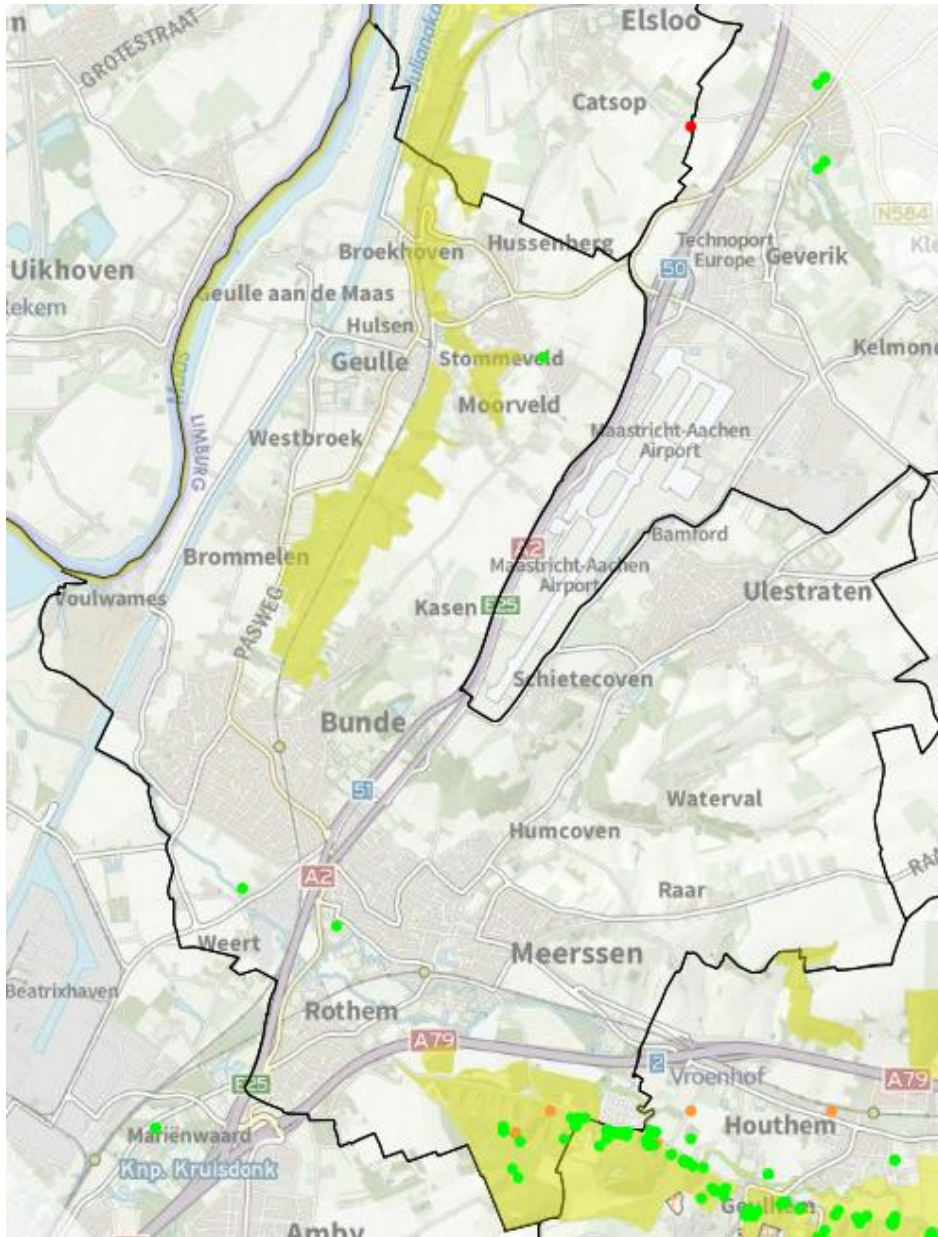 Elsloo
GROTESTRAAT
Julianaka
Catsop
N584
Broekhoven
Hussenberg
Technoport
Europe
Geverik
Uikhoven
50
Rekem
Geulle aan de Maas
Hulsen
Stommeveld
Kelmond
Geulle
Moorveld
LIMBURG
Westbroek
Maastricht-Aachen
Airport
Bamford
A2
Brommelen
Maastricht-Aachen
Airport
Voulwames
Kasen
E25
Ulestraten
PASWEG
Schietecoven
Bunde
51
Waterval
Humcoven
A2
Raar
Weert
Meerssen
Beatrixhaven
Rothem
A79
2
Vroenhof
A79
E25
Mariënwaard
Houthem
Knp. Kruisdonk
Geulhem
Amby